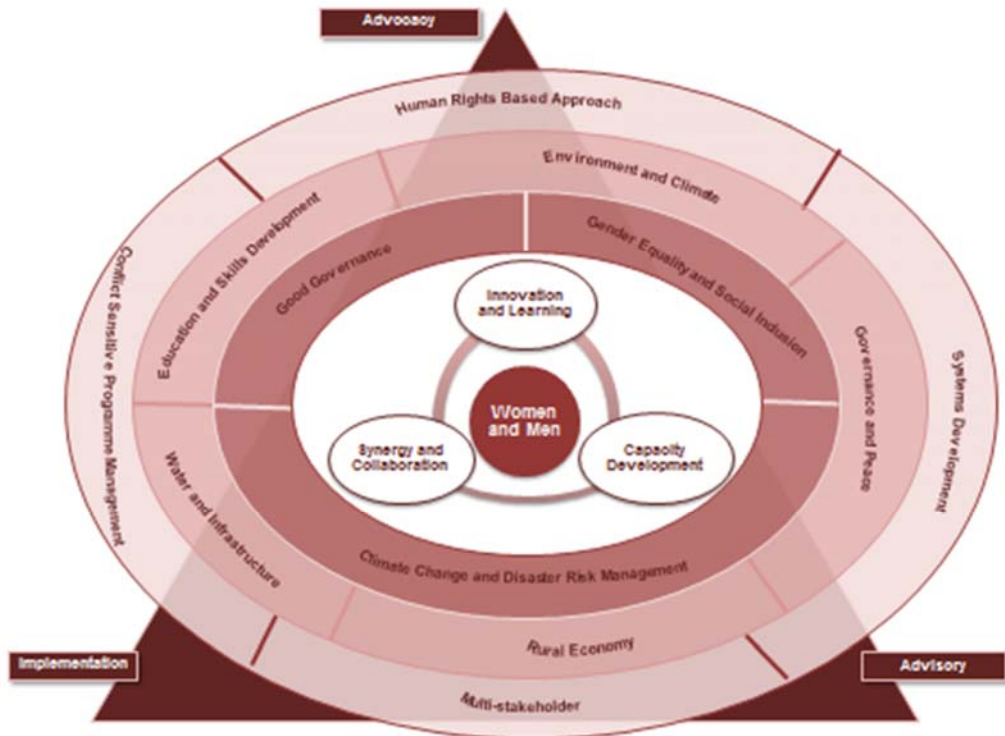 Advocacy
Human Rights Based Approach
Environment and Climate
Education and Skills Development
Good Governance
Gender Equality and Social Inclusion
Conflict Sensitive Programme Management
Innovation
and Learning
Systems Development
Governance and Peace
Women
and Men
Synergy and
Collaboration
Capacity
Development
Water and Infrastructure
Climate Change and Disaster Risk Management
Rural Economy
Implementation
Advisory
Multi-stakeholder